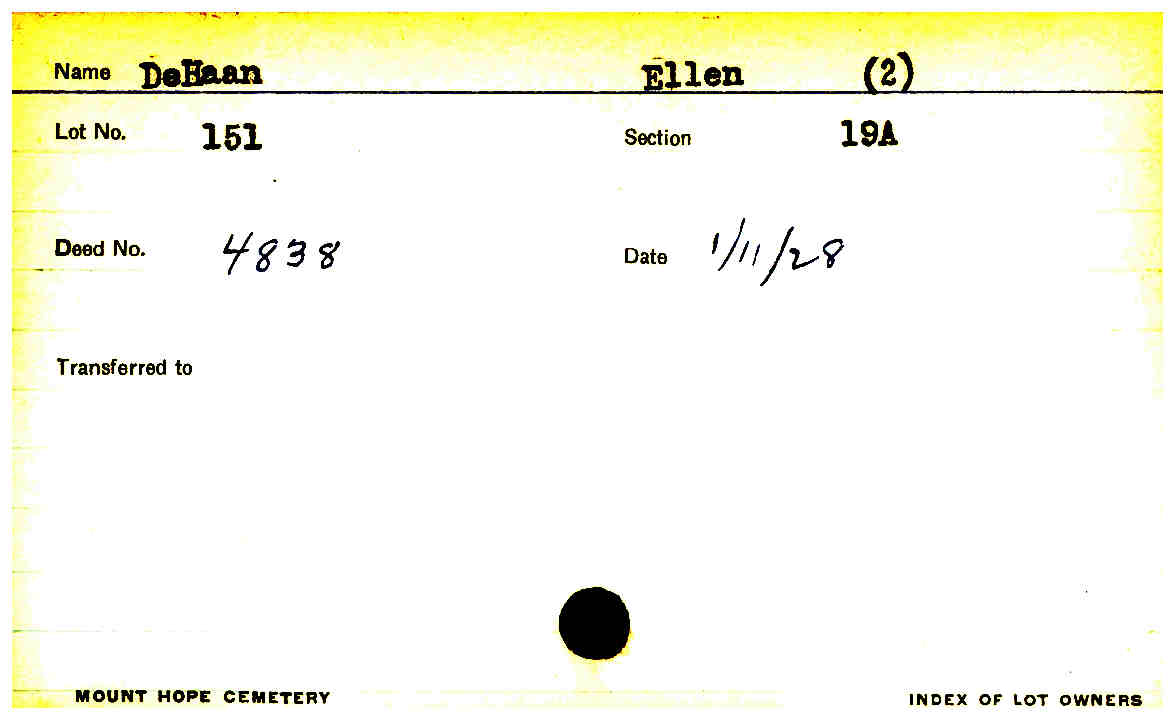 Name DeHaan Ellen (2)
Lot No. 151 Section 19A
Deed No. 4838 Date 1/11/28
Transferred to
MOUNT HOPE CEMETERY INDEX OF LOT OWNERS